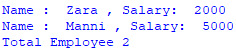 Name :  Zara , Salary:  2000
Name :  Manni , Salary:  5000
Total Employee 2